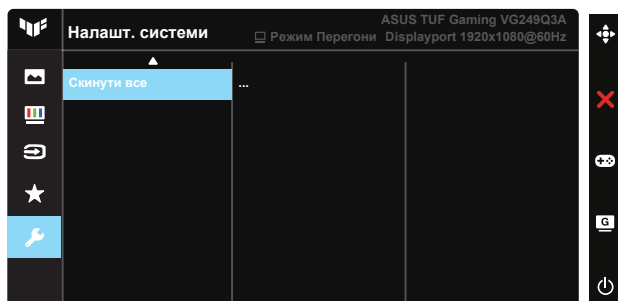 ASUS TUF Gaming VG249Q3A
Налашт. системи
Режим Перегони Displayport 1920x1080@60Hz
Скинути все
...
G